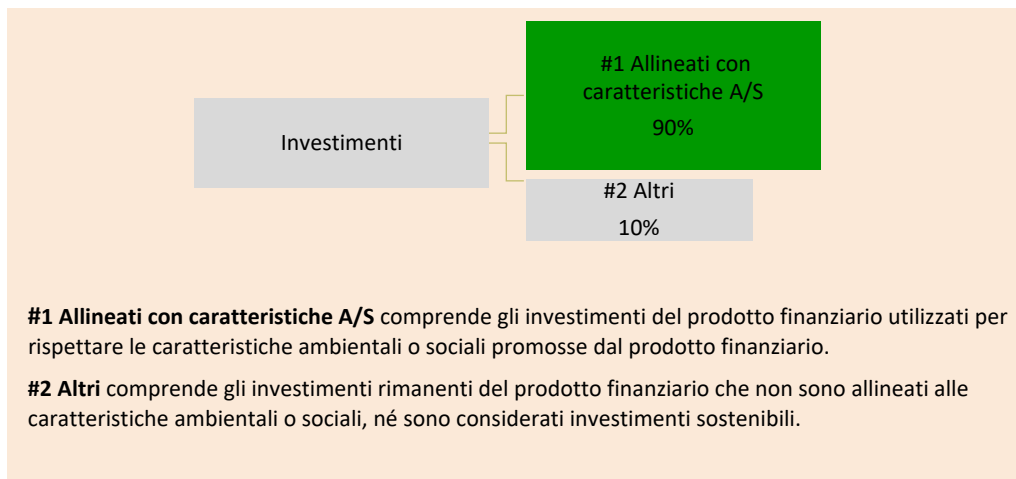 #1 Allineati con
caratteristiche A/S
90%
Investimenti
#2 Altri
10%
#1 Allineati con caratteristiche A/S comprende gli investimenti del prodotto finanziario utilizzati per
rispettare le caratteristiche ambientali o sociali promosse dal prodotto finanziario.
#2 Altri comprende gli investimenti rimanenti del prodotto finanziario che non sono allineati alle
caratteristiche ambientali o sociali, né sono considerati investimenti sostenibili.